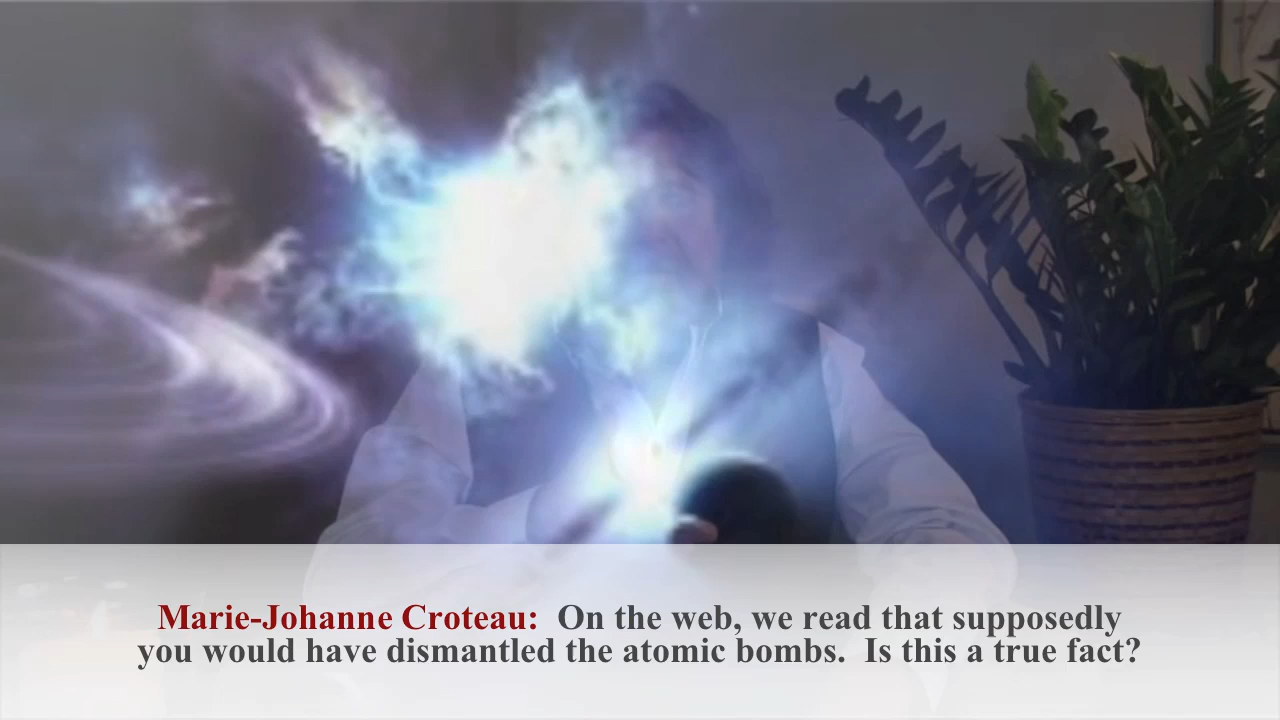 Marie-Johanne Croteau:  On the web, we read that supposedly
you would have dismantled the atomic bombs.  Is this a true fact?